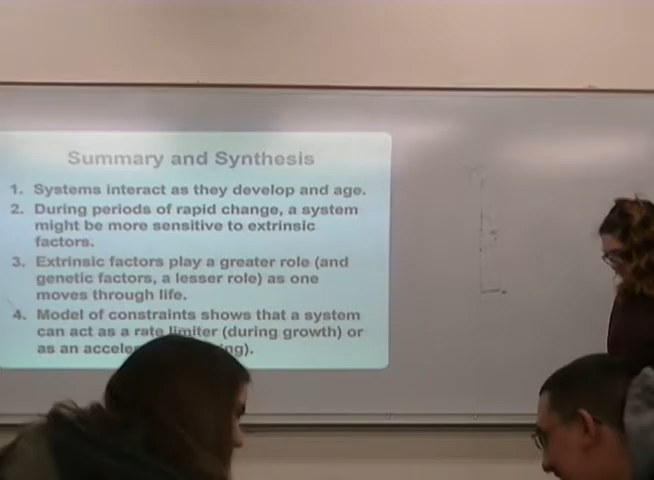 Summary and Synthesis
1. Systems interact as they develop and age.
2. During periods of rapid change, a system
might be more sensitive to extrinsic
factors.
3. Extrinsic factors play a greater role (and
genetic factors, a lesser role) as one
moves through life.
4. Model of constraints shows that a system
can act as a rate limiter (during growth) or
as an